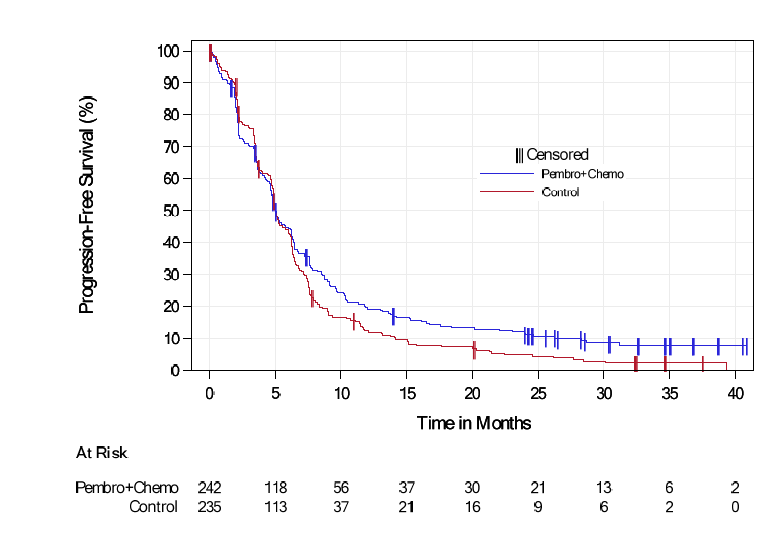 Progression-Free Survival (%)
100
90
80
70
60
50
40
30
20
10
0
Censored
Pembro+Chemo
Control
0 5 10 15 20 25 30 35 40
Time in Months
At Risk
Pembro+Chemo 242 118 56 37 30 21 13 6 2
Control 235 113 37 21 16 9 6 2 0